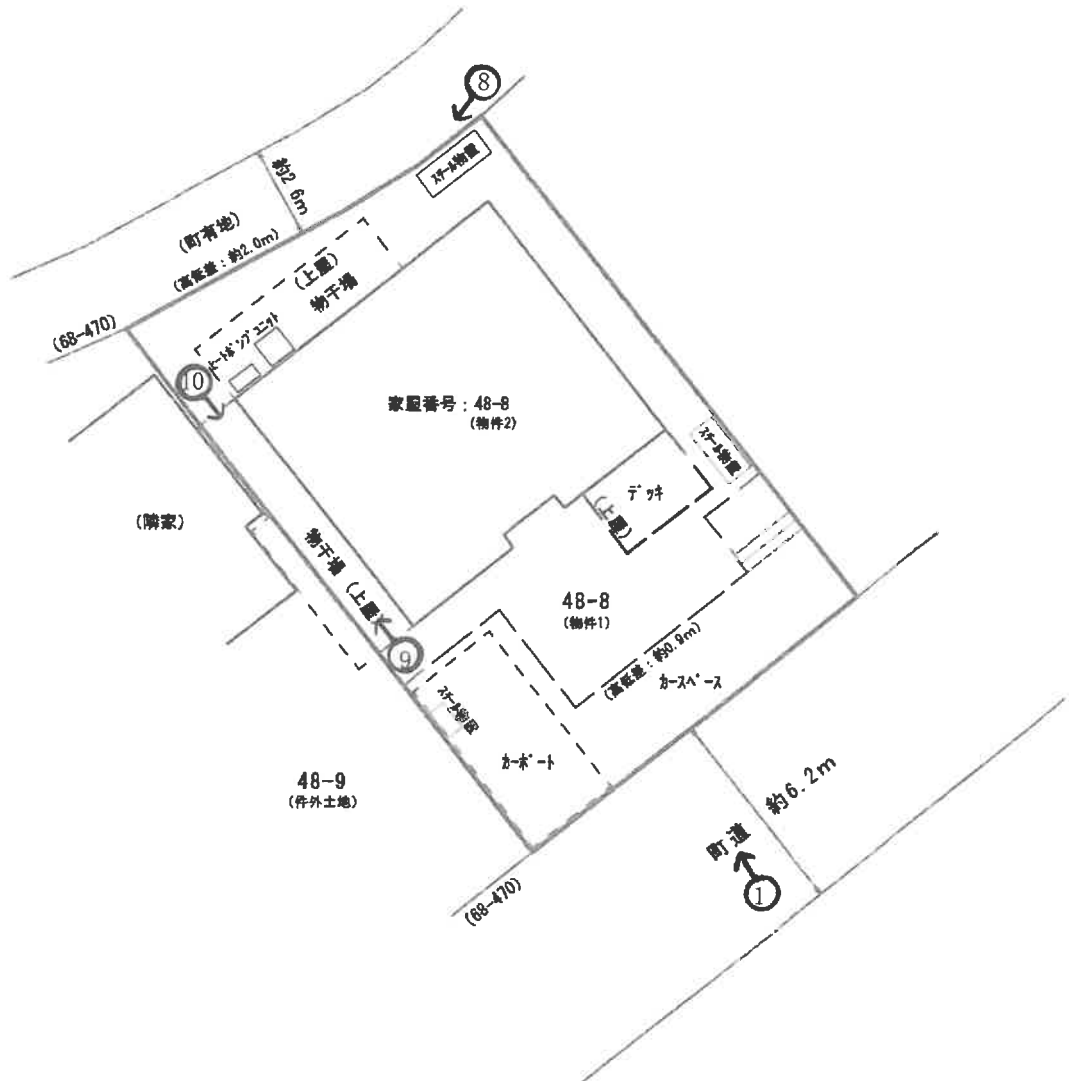 8
スチール物置
約2.6m
(町有地)
(高低差：約2.0m)
(上屋)
物干場
(68-470)
ヒートポンプユニット
10
家屋番号：48-8
(物件2)
スチール物置
デッキ
(上屋)
(隣家)
物干場 (上屋)
48-8
(物件1)
9
(高低差：約0.9m)
カースペース
スチール物置
カーポート
48-9
(件外土地)
約6.2m
町道
1
(68-470)